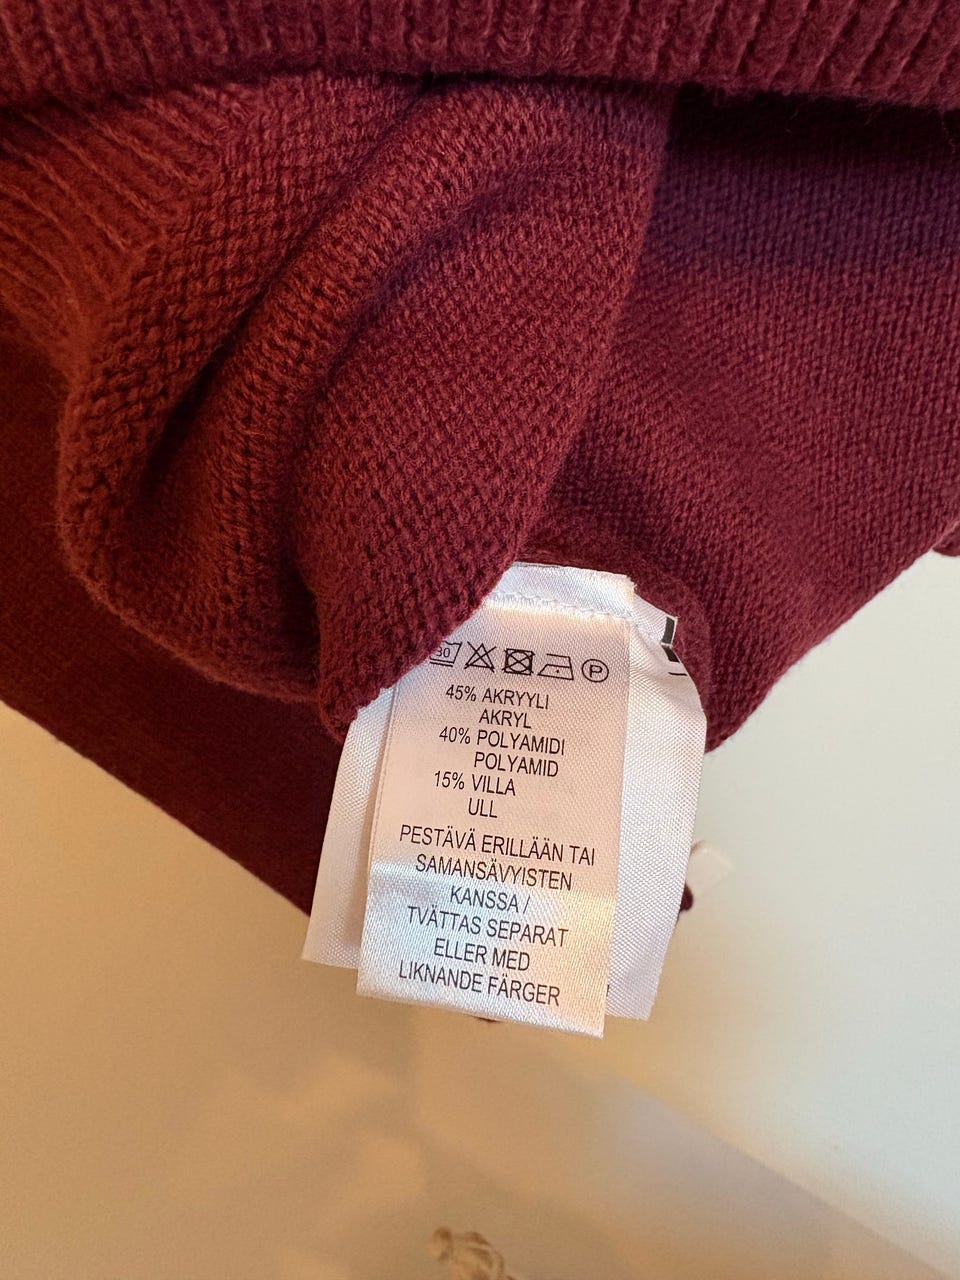 30
P
45% AKRYYLI
AKRYL
40% POLYAMIDI
POLYAMID
15% VILLA
ULL
PESTÄVÄ ERILLÄÄN TAI
SAMANSÄVYISTEN
KANSSA /
TVÄTTAS SEPARAT
ELLER MED
LIKNANDE FÄRGER